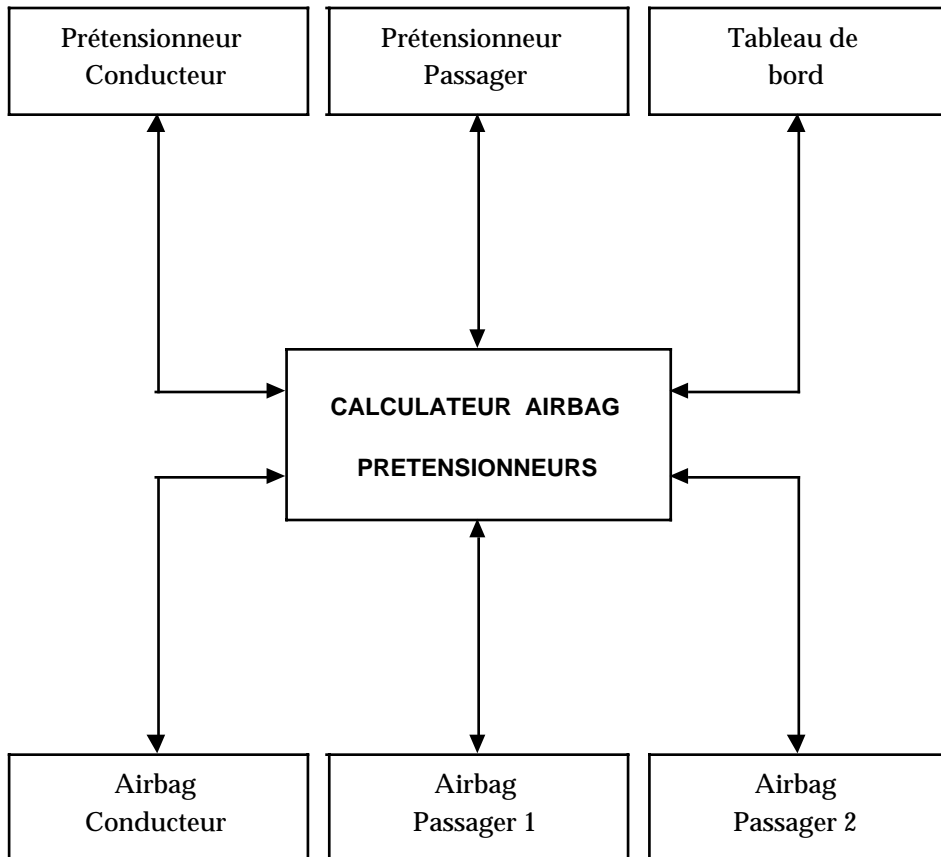 Prétensionneur
Conducteur
Prétensionneur
Passager
Tableau de
bord
CALCULATEUR AIRBAG
PRETENSIONNEURS
Airbag
Conducteur
Airbag
Passager 1
Airbag
Passager 2